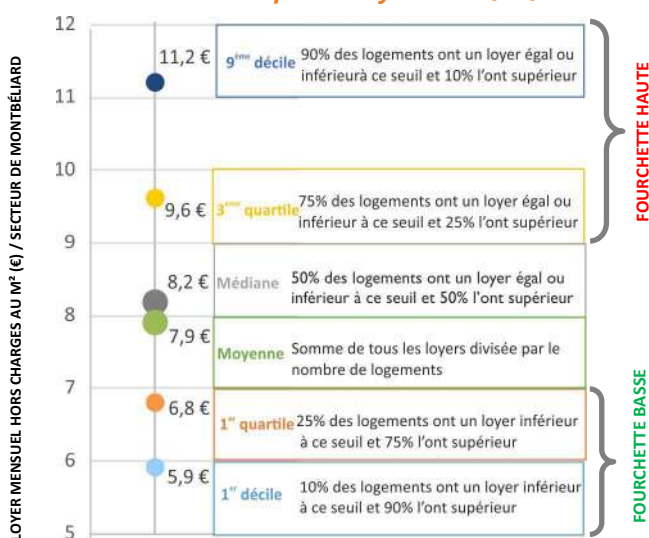 12
11
10
9
8
7
6
5
LOYER MENSUEL HORS CHARGES AU M² (€) / SECTEUR DE MONTBÉLIARD
11,2 €
9ème décile
90% des logements ont un loyer égal ou
inférieurà ce seuil et 10% l’ont supérieur
9,6 €
3ème quartile
75% des logements ont un loyer égal ou
inférieur à ce seuil et 25% l’ont supérieur
8,2 €
Médiane
50% des logements ont un loyer égal ou
inférieur à ce seuil et 50% l'ont supérieur
7,9 €
Moyenne
Somme de tous les loyers divisée par le
nombre de logements
6,8 €
1er quartile
25% des logements ont un loyer inférieur
à ce seuil et 75% l’ont supérieur
5,9 €
1er décile
10% des logements ont un loyer inférieur
à ce seuil et 90% l’ont supérieur
FOURCHETTE HAUTE
FOURCHETTE BASSE